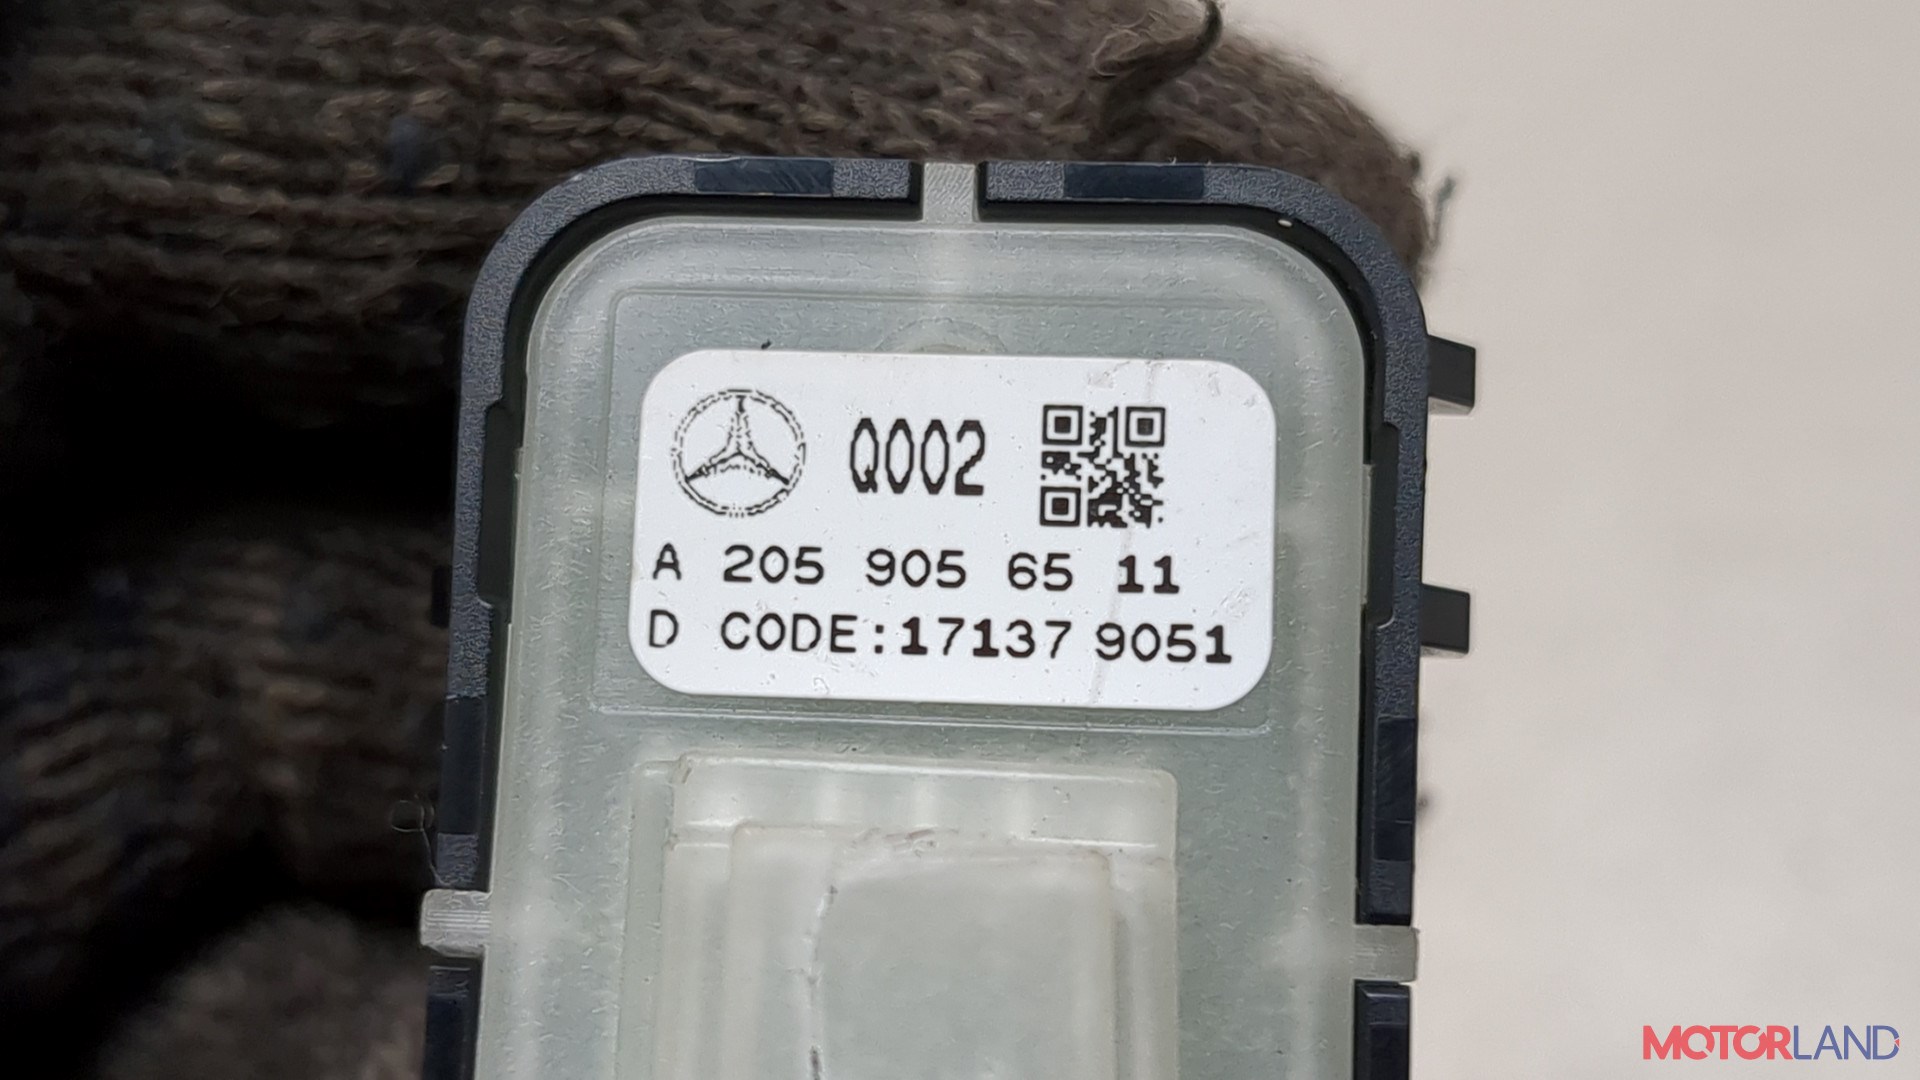 Q002
A 205 905 65 11
D CODE:17137 9051
MOTORLAND